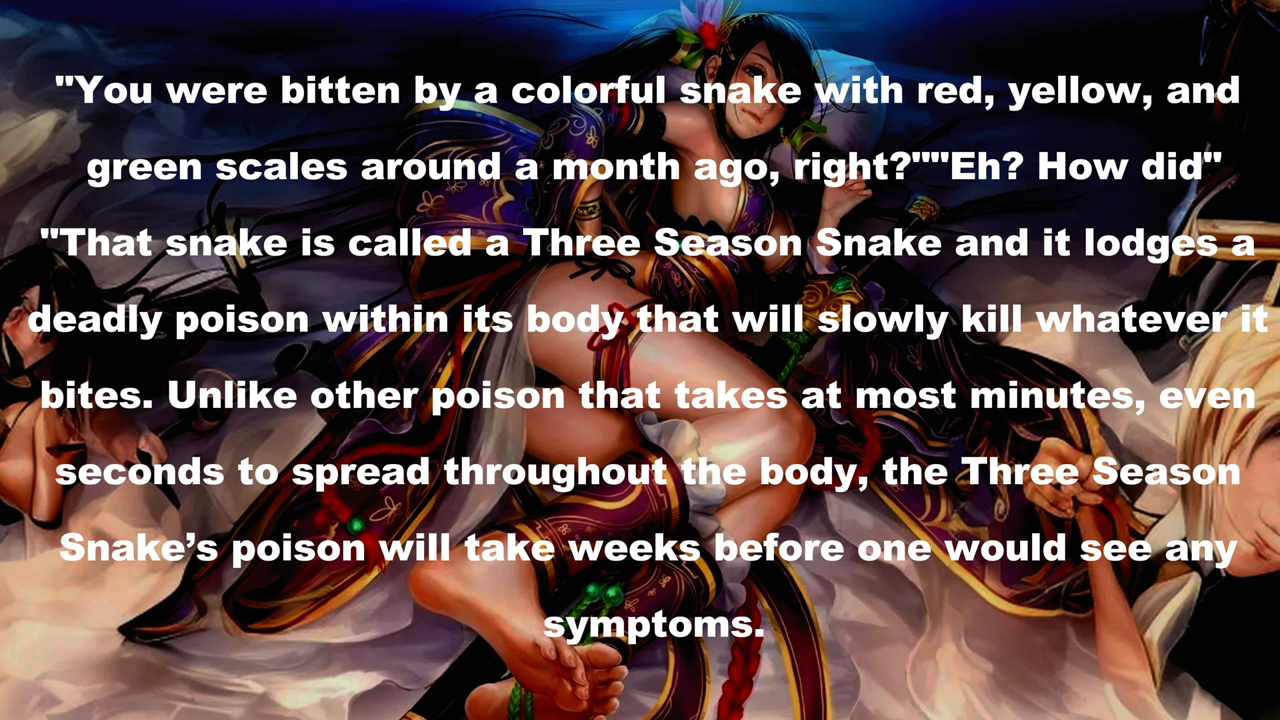 "You were bitten by a colorful snake with red, yellow, and
green scales around a month ago, right?""Eh? How did"
"That snake is called a Three Season Snake and it lodges a
deadly poison within its body that will slowly kill whatever it
bites. Unlike other poison that takes at most minutes, even
seconds to spread throughout the body, the Three Season
Snake’s poison will take weeks before one would see any
symptoms.